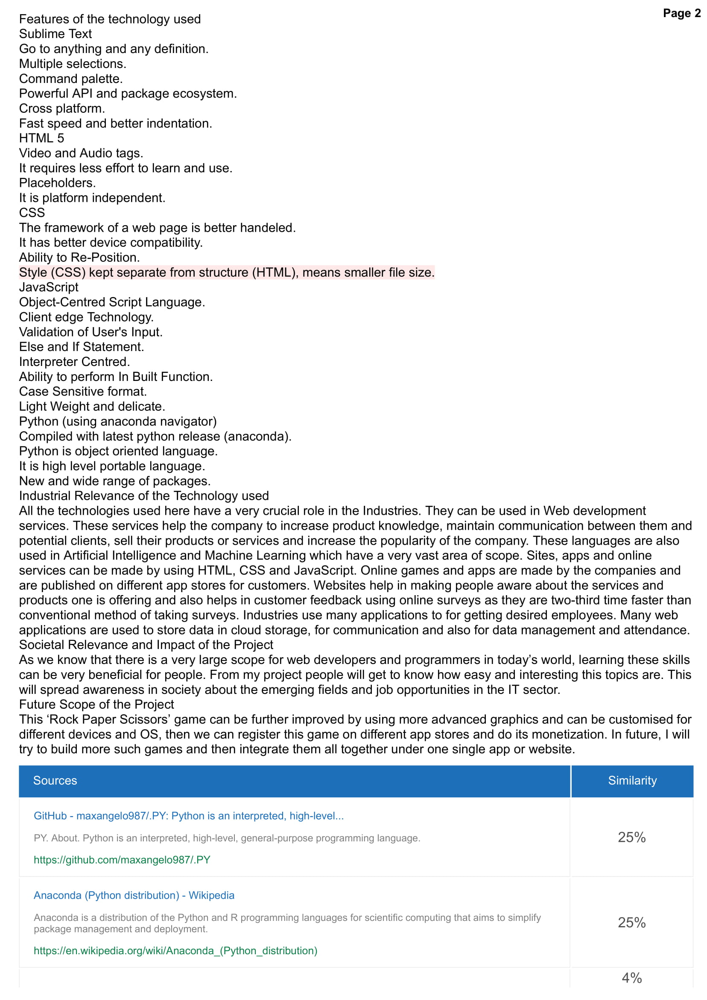 Page 2
Features of the technology used
Sublime Text
Go to anything and any definition.
Multiple selections.
Command palette.
Powerful API and package ecosystem.
Cross platform.
Fast speed and better indentation.
HTML 5
Video and Audio tags.
It requires less effort to learn and use.
Placeholders.
It is platform independent.
CSS
The framework of a web page is better handeled.
It has better device compatibility.
Ability to Re-Position.
Style (CSS) kept separate from structure (HTML), means smaller file size.
JavaScript
Object-Centred Script Language.
Client edge Technology.
Validation of User's Input.
Else and If Statement.
Interpreter Centred.
Ability to perform In Built Function.
Case Sensitive format.
Light Weight and delicate.
Python (using anaconda navigator)
Compiled with latest python release (anaconda).
Python is object oriented language.
It is high level portable language.
New and wide range of packages.
Industrial Relevance of the Technology used
All the technologies used here have a very crucial role in the Industries. They can be used in Web development
services. These services help the company to increase product knowledge, maintain communication between them and
potential clients, sell their products or services and increase the popularity of the company. These languages are also
used in Artificial Intelligence and Machine Learning which have a very vast area of scope. Sites, apps and online
services can be made by using HTML, CSS and JavaScript. Online games and apps are made by the companies and
are published on different app stores for customers. Websites help in making people aware about the services and
products one is offering and also helps in customer feedback using online surveys as they are two-third time faster than
conventional method of taking surveys. Industries use many applications to for getting desired employees. Many web
applications are used to store data in cloud storage, for communication and also for data management and attendance.
Societal Relevance and Impact of the Project
As we know that there is a very large scope for web developers and programmers in today’s world, learning these skills
can be very beneficial for people. From my project people will get to know how easy and interesting this topics are. This
will spread awareness in society about the emerging fields and job opportunities in the IT sector.
Future Scope of the Project
This ‘Rock Paper Scissors’ game can be further improved by using more advanced graphics and can be customised for
different devices and OS, then we can register this game on different app stores and do its monetization. In future, I will
try to build more such games and then integrate them all together under one single app or website.
Sources
Similarity
GitHub - maxangelo987/.PY: Python is an interpreted, high-level...
PY. About. Python is an interpreted, high-level, general-purpose programming language.
https://github.com/maxangelo987/.PY
25%
Anaconda (Python distribution) - Wikipedia
Anaconda is a distribution of the Python and R programming languages for scientific computing that aims to simplify
package management and deployment.
https://en.wikipedia.org/wiki/Anaconda_(Python_distribution)
25%
4%